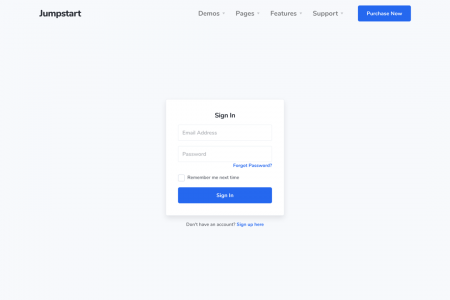 Jumpstart Demos Pages Features Support Purchase Now
Sign In
Email Address
Password
Forgot Password?
Remember me next time
Sign In
Don't have an account? Sign up here